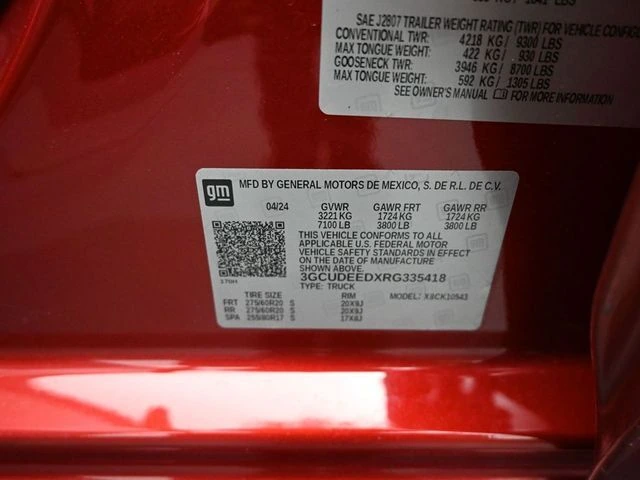 SAE J2807 TRAILER WEIGHT RATING (TWR) FOR VEHICLE CONFIGU
CONVENTIONAL TWR: 4218 KG / 9300 LBS
MAX TONGUE WEIGHT: 422 KG / 930 LBS
GOOSENECK TWR: 3946 KG / 8700 LBS
MAX TONGUE WEIGHT: 592 KG / 1305 LBS
SEE OWNER'S MANUAL FOR MORE INFORMATION
gm MFD BY GENERAL MOTORS DE MEXICO, S. DE R.L. DE C.V.
04/24 GVWR GAWR FRT GAWR RR
3221 KG 1724 KG 1724 KG
7100 LB 3800 LB 3800 LB
THIS VEHICLE CONFORMS TO ALL
APPLICABLE U.S. FEDERAL MOTOR
VEHICLE SAFETY STANDARDS IN EFFECT
ON THE DATE OF MANUFACTURE SHOWN
ABOVE.
3GCUDEEDXRG335418
TYPE: TRUCK
TIRE SIZE RIM MODEL: X8CK10543
FRT 275/60R20 S 20X9J
RR 275/60R20 S 20X9J
SPA 255/80R17 S 17X8J